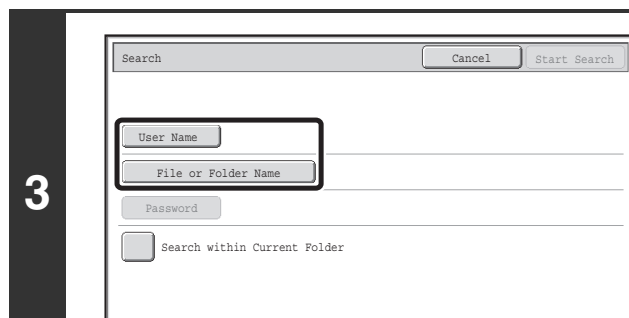 3
Search Cancel Start Search
User Name
File or Folder Name
Password
Search within Current Folder